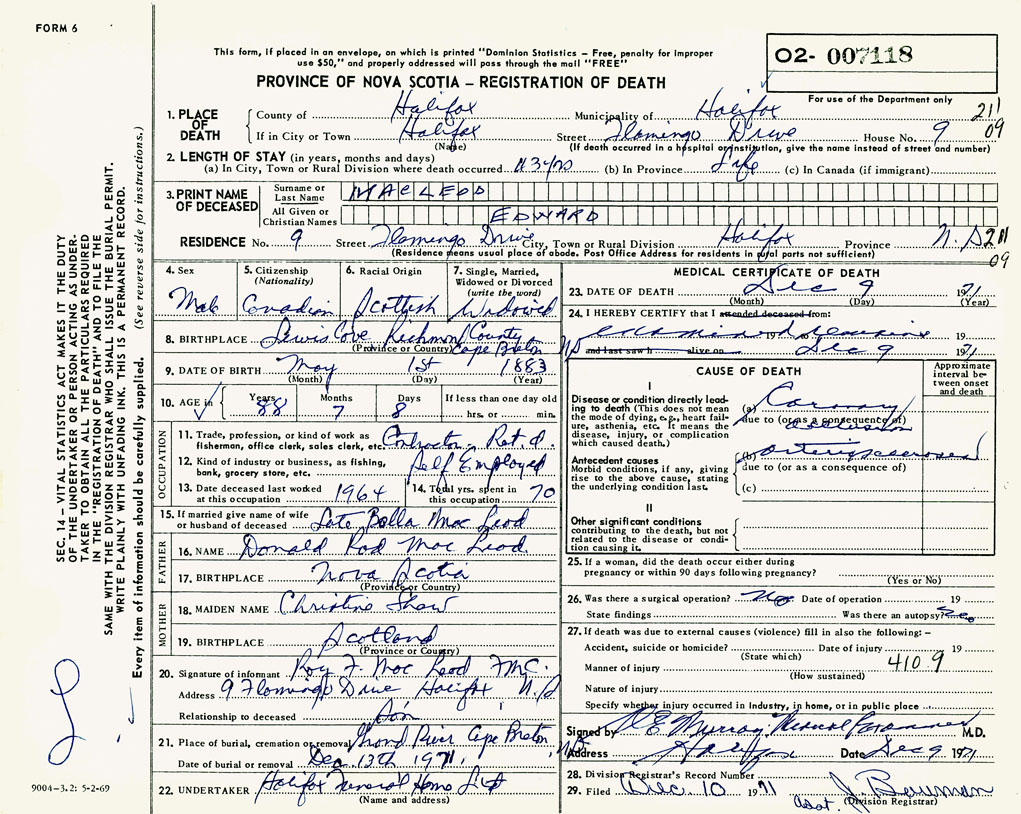 FORM 6
This form, if placed in an envelope, on which is printed "Dominion Statistics – Free, penalty for improper
use $50," and properly addressed will pass through the mail "FREE"
02- 007118
PROVINCE OF NOVA SCOTIA – REGISTRATION OF DEATH
For use of the Department only
1. PLACE OF DEATH
County of Halifax Municipality of Halifax 211
If in City or Town Halifax Street Flamingo Drive House No. 9 09
(Name) (If death occurred in a hospital or institution, give the name instead of street and number)
2. LENGTH OF STAY (in years, months and days)
(a) In City, Town or Rural Division where death occurred (b) In Province Life (c) In Canada (if immigrant)
3. PRINT NAME OF DECEASED
Surname or Last Name MACLEOD
All Given or Christian Names EDWARD
RESIDENCE No. 9 Street Flamingo Drive City, Town or Rural Division Halifax Province N.S 211
(Residence means usual place of abode. Post Office Address for residents in rural parts not sufficient) 09
4. Sex Male
5. Citizenship (Nationality) Canadian
6. Racial Origin Scottish
7. Single, Married, Widowed or Divorced (write the word) Widowed
8. BIRTHPLACE Lewis Cove Richmond County Cape Breton
(Province or Country)
9. DATE OF BIRTH May 1st 1883
(Month) (Day) (Year)
10. AGE in Years 88 Months 7 Days 8 If less than one day old
hrs. or min.
OCCUPATION
11. Trade, profession, or kind of work as Contractor Ret'd.
fishermen, office clerk, sales clerk, etc.
12. Kind of industry or business, as fishing, Self Employed
bank, grocery store, etc.
13. Date deceased last worked at this occupation 1964
14. Total yrs. spent in this occupation 70
15. If married give name of wife or husband of deceased Late Bella Mac Leod
FATHER
16. NAME Donald Rod Mac Leod
17. BIRTHPLACE Nova Scotia
(Province or Country)
MOTHER
18. MAIDEN NAME Christine Shaw
19. BIRTHPLACE Scotland
(Province or Country)
20. Signature of informant Roy F. Mac Leod
Address 9 Flamingo Drive Halifax N.S
Relationship to deceased Son
21. Place of burial, cremation or removal Grand River Cape Breton N.S
Date of burial or removal Dec 13th 1971.
22. UNDERTAKER Halifax Funeral Home Ltd
(Name and address)
MEDICAL CERTIFICATE OF DEATH
23. DATE OF DEATH Dec 9 1971
(Month) (Day) (Year)
24. I HEREBY CERTIFY that I attended deceased from:
examined remains 19
and last saw h alive on Dec 9 1971
CAUSE OF DEATH
Approximate interval between onset and death
I
Disease or condition directly leading to death (This does not mean the mode of dying, e.g., heart failure, asthenia, etc. It means the disease, injury, or complication which caused death.)
(a) Coronary occlusion
due to (or as a consequence of)
Antecedent causes
Morbid conditions, if any, giving rise to the above cause, stating the underlying condition last.
(b) arteriosclerosis
due to (or as a consequence of)
(c)
II
Other significant conditions
contributing to the death, but not related to the disease or condition causing it.
25. If a woman, did the death occur either during
pregnancy or within 90 days following pregnancy?
(Yes or No)
26. Was there a surgical operation? No Date of operation 19
State findings Was there an autopsy?
27. If death was due to external causes (violence) fill in also the following: –
Accident, suicide or homicide? Date of injury 19
(State which)
Manner of injury 410 9
(How sustained)
Nature of injury
Specify whether injury occurred in Industry, in home, or in public place
Signed by Murray, Medical Examiner M.D.
Address Halifax Date Dec 9 1971
28. Division Registrar's Record Number
29. Filed Dec. 10 1971 Asst. J. Bowman
(Division Registrar)
SEC. 14 – VITAL STATISTICS ACT MAKES IT THE DUTY
OF THE UNDERTAKER OR PERSON ACTING AS UNDER-
TAKER TO OBTAIN ALL THE PARTICULARS REQUIRED
IN THE "REGISTRATION OF DEATH" AND TO FILE THE
SAME WITH THE DIVISION REGISTRAR WHO SHALL ISSUE THE BURIAL PERMIT.
WRITE PLAINLY WITH UNFADING INK. THIS IS A PERMANENT RECORD.
Every item of information should be carefully supplied. (See reverse side for instructions.)
9004–3.2: 5-2-69